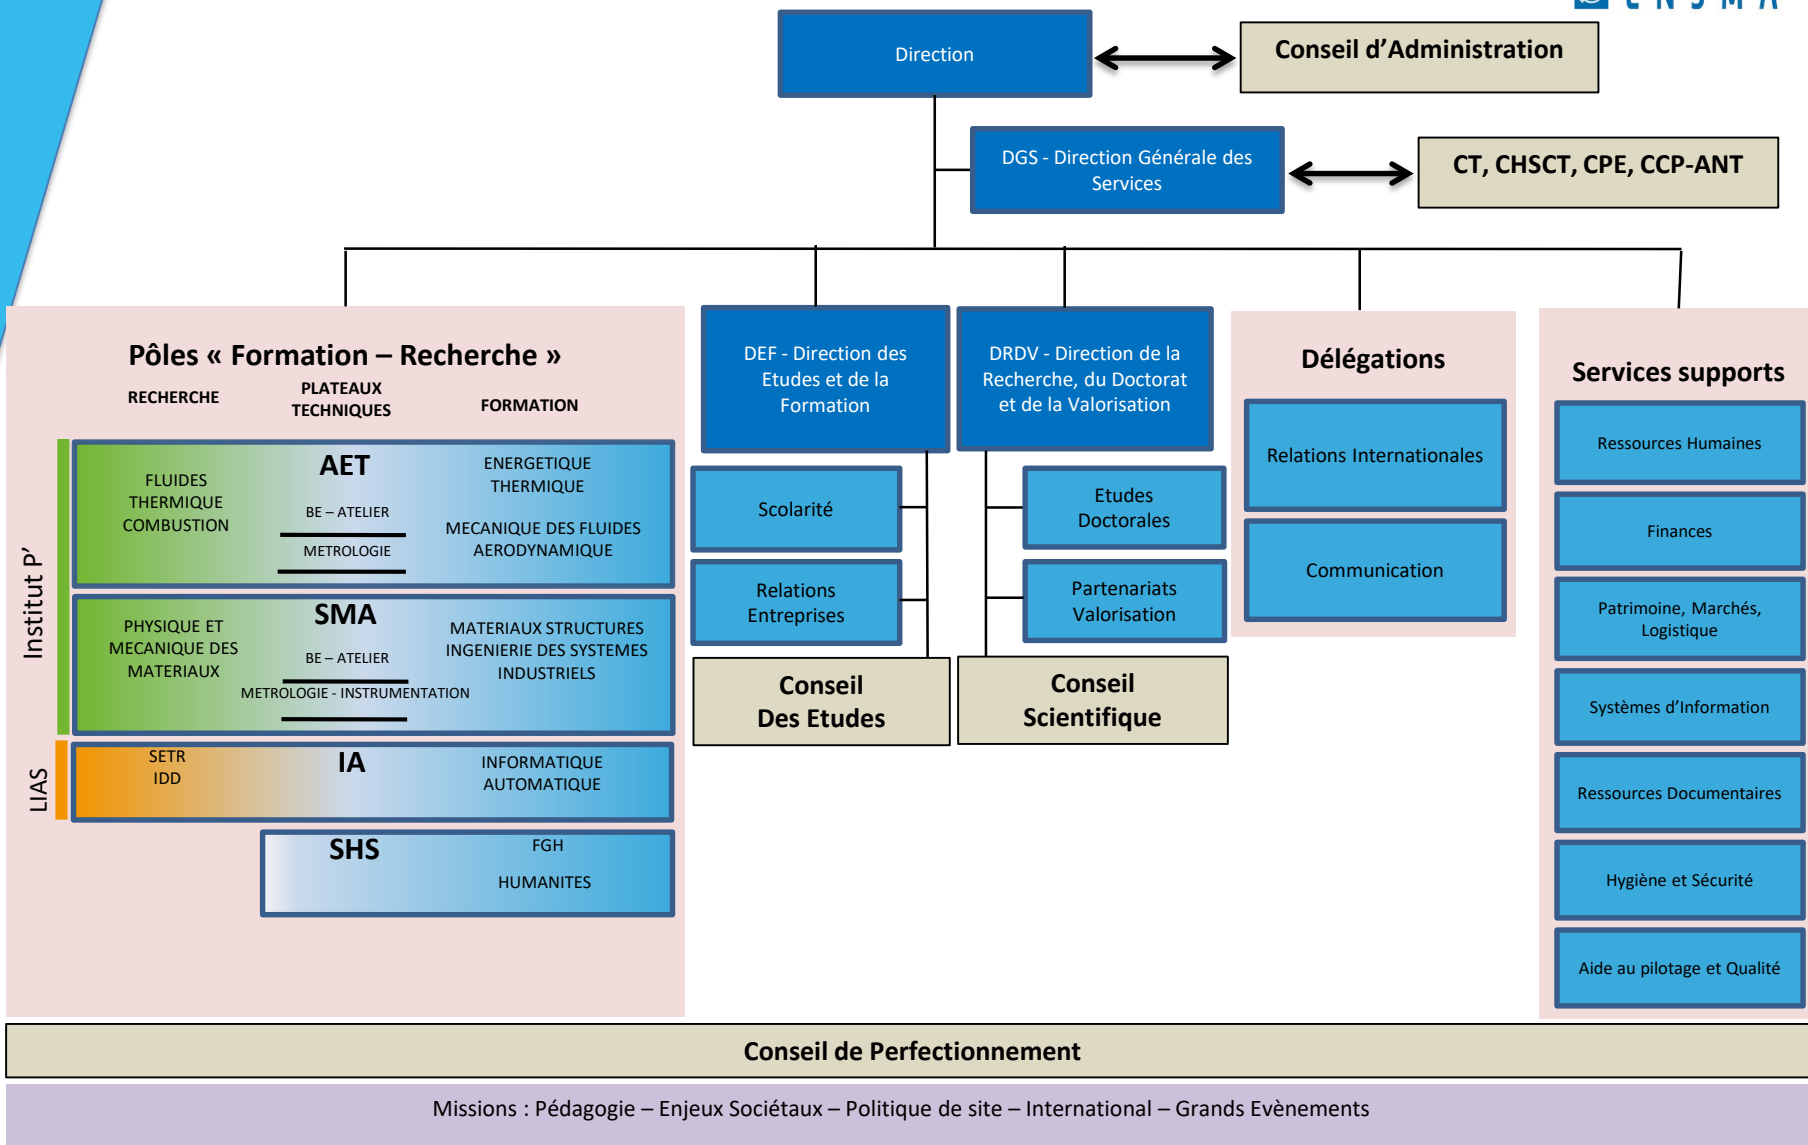 ENSMA
Direction
Conseil d’Administration
DGS - Direction Générale des
Services
CT, CHSCT, CPE, CCP-ANT
Pôles « Formation – Recherche »
RECHERCHE
PLATEAUX
TECHNIQUES
FORMATION
Institut P’
FLUIDES
THERMIQUE
COMBUSTION
AET
BE – ATELIER
METROLOGIE
ENERGETIQUE
THERMIQUE
MECANIQUE DES FLUIDES
AERODYNAMIQUE
PHYSIQUE ET
MECANIQUE DES
MATERIAUX
SMA
BE – ATELIER
METROLOGIE - INSTRUMENTATION
MATERIAUX STRUCTURES
INGENIERIE DES SYSTEMES
INDUSTRIELS
LIAS
SETR
IDD
IA
INFORMATIQUE
AUTOMATIQUE
SHS
FGH
HUMANITES
DEF - Direction des
Etudes et de la
Formation
Scolarité
Relations
Entreprises
Conseil
Des Etudes
DRDV - Direction de la
Recherche, du Doctorat
et de la Valorisation
Etudes
Doctorales
Partenariats
Valorisation
Conseil
Scientifique
Délégations
Relations Internationales
Communication
Services supports
Ressources Humaines
Finances
Patrimoine, Marchés,
Logistique
Systèmes d’Information
Ressources Documentaires
Hygiène et Sécurité
Aide au pilotage et Qualité
Conseil de Perfectionnement
Missions : Pédagogie – Enjeux Sociétaux – Politique de site – International – Grands Evènements